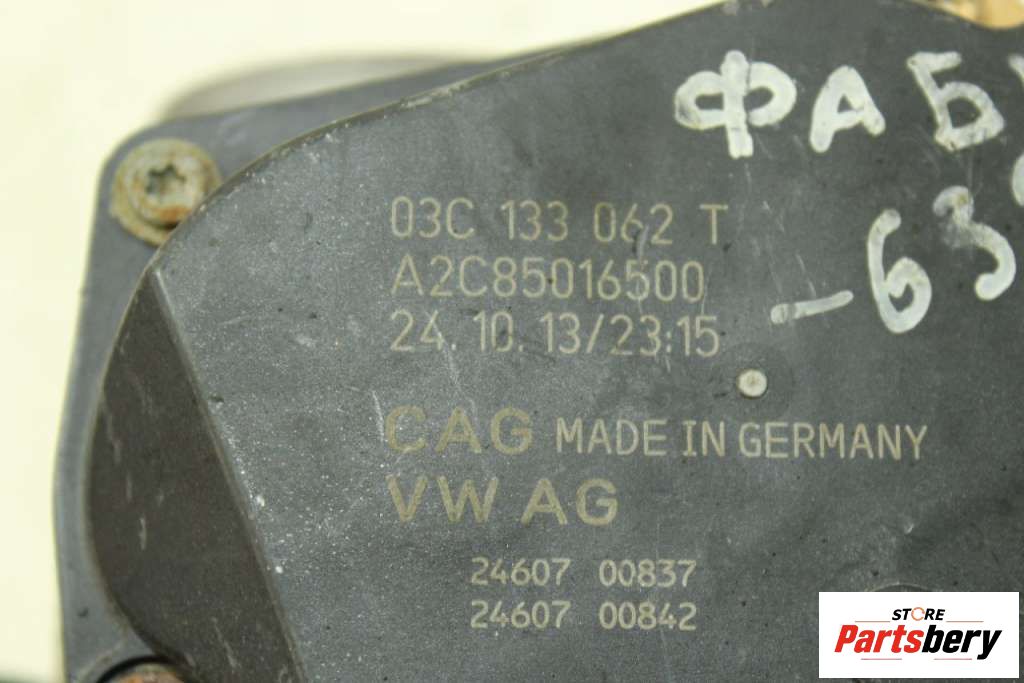 ФАБ
-63
03C 133 062 T
A2C85016500
24.10.13/23:15
CAG MADE IN GERMANY
VW AG
24607 00837
24607 00842
STORE
Partsbery